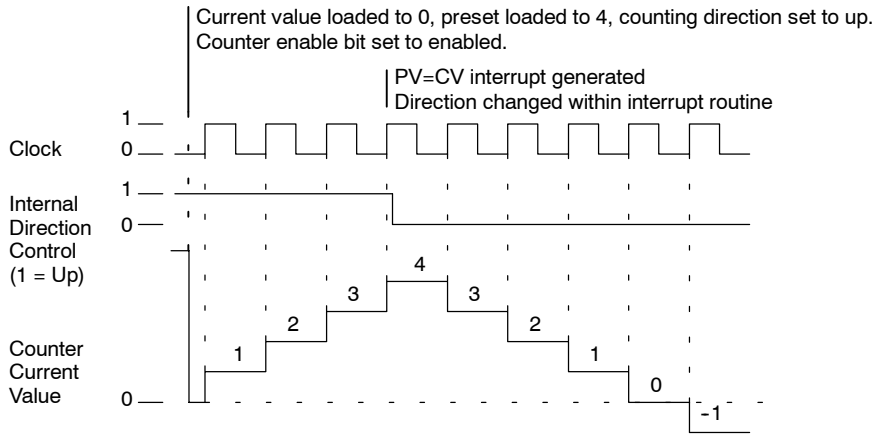 Current value loaded to 0, preset loaded to 4, counting direction set to up.
Counter enable bit set to enabled.
PV=CV interrupt generated
Direction changed within interrupt routine
1
Clock
0
1
Internal
Direction
0
Control
(1 = Up)
4
3
3
2
2
1
1
Counter
Current
Value
0
0
-1